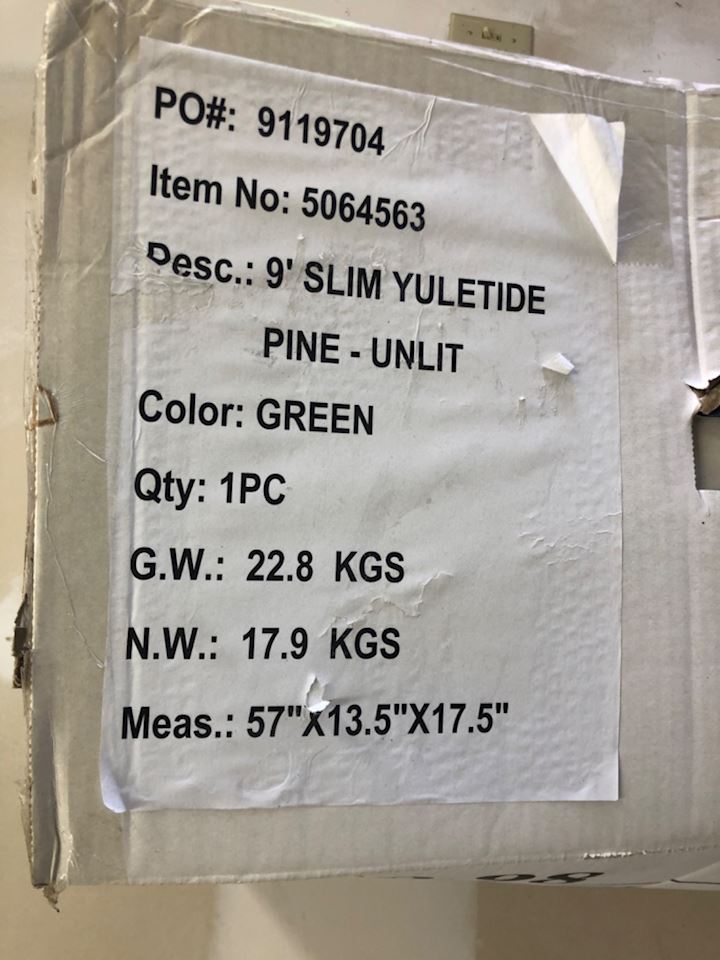 PO#: 9119704
Item No: 5064563
Desc.: 9' SLIM YULETIDE
PINE - UNLIT
Color: GREEN
Qty: 1PC
G.W.: 22.8 KGS
N.W.: 17.9 KGS
Meas.: 57"X13.5"X17.5"